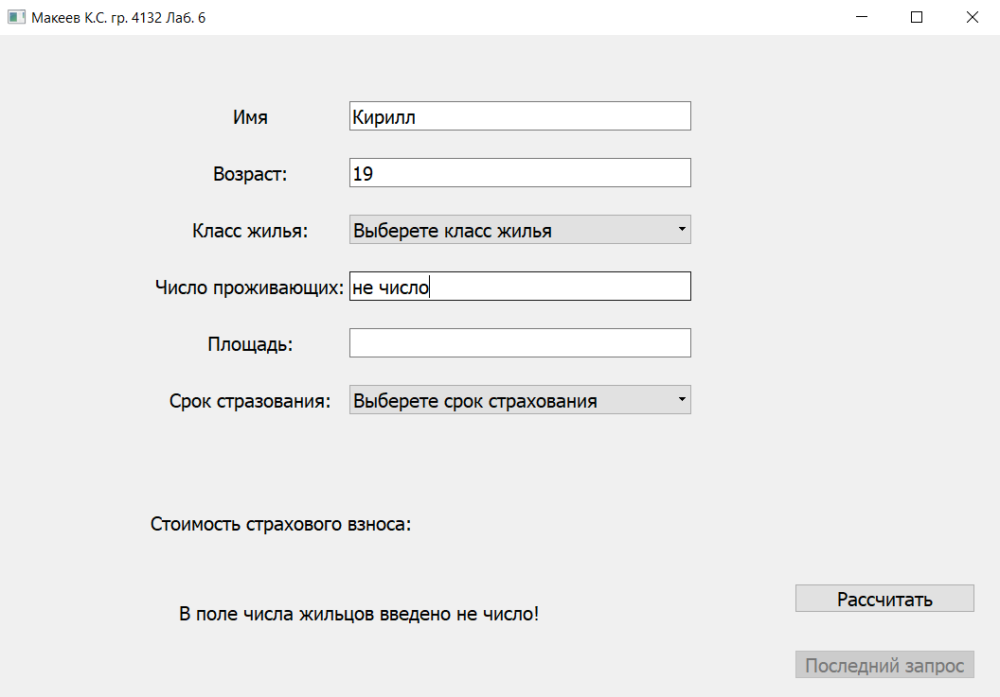 Макеев К.С. гр. 4132 Лаб. 6
Имя
Кирилл
Возраст:
19
Класс жилья:
Выберете класс жилья
Число проживающих:
не число
Площадь:
Срок стразования:
Выберете срок страхования
Стоимость страхового взноса:
В поле числа жильцов введено не число!
Рассчитать
Последний запрос